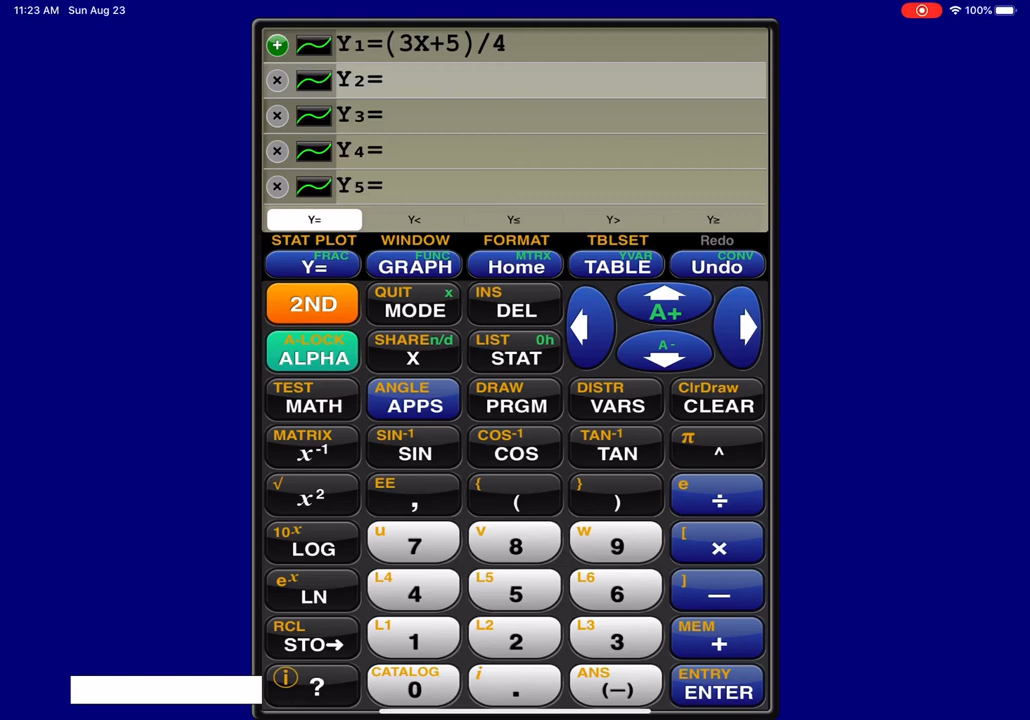 11:23 AM Sun Aug 23 100%
Y1=(3X+5)/4
Y2=
Y3=
Y4=
Y5=
Y= Y< Y≤ Y> Y≥
STAT PLOT WINDOW FORMAT TBLSET Redo
FRAC FUNC MTRX YVAR CONV
Y= GRAPH Home TABLE Undo
QUIT x INS
2ND MODE DEL A+
A-LOCK SHARE n/d LIST 0h A-
ALPHA X STAT
TEST ANGLE DRAW DISTR ClrDraw
MATH APPS PRGM VARS CLEAR
MATRIX SIN-1 COS-1 TAN-1 π
x-1 SIN COS TAN ^
√ EE { } e
x2 , ( ) ÷
10x u v w [
LOG 7 8 9 ×
ex L4 L5 L6 ]
LN 4 5 6 —
RCL L1 L2 L3 MEM
STO➔ 1 2 3 +
i CATALOG i ANS ENTRY
? 0 . (—) ENTER